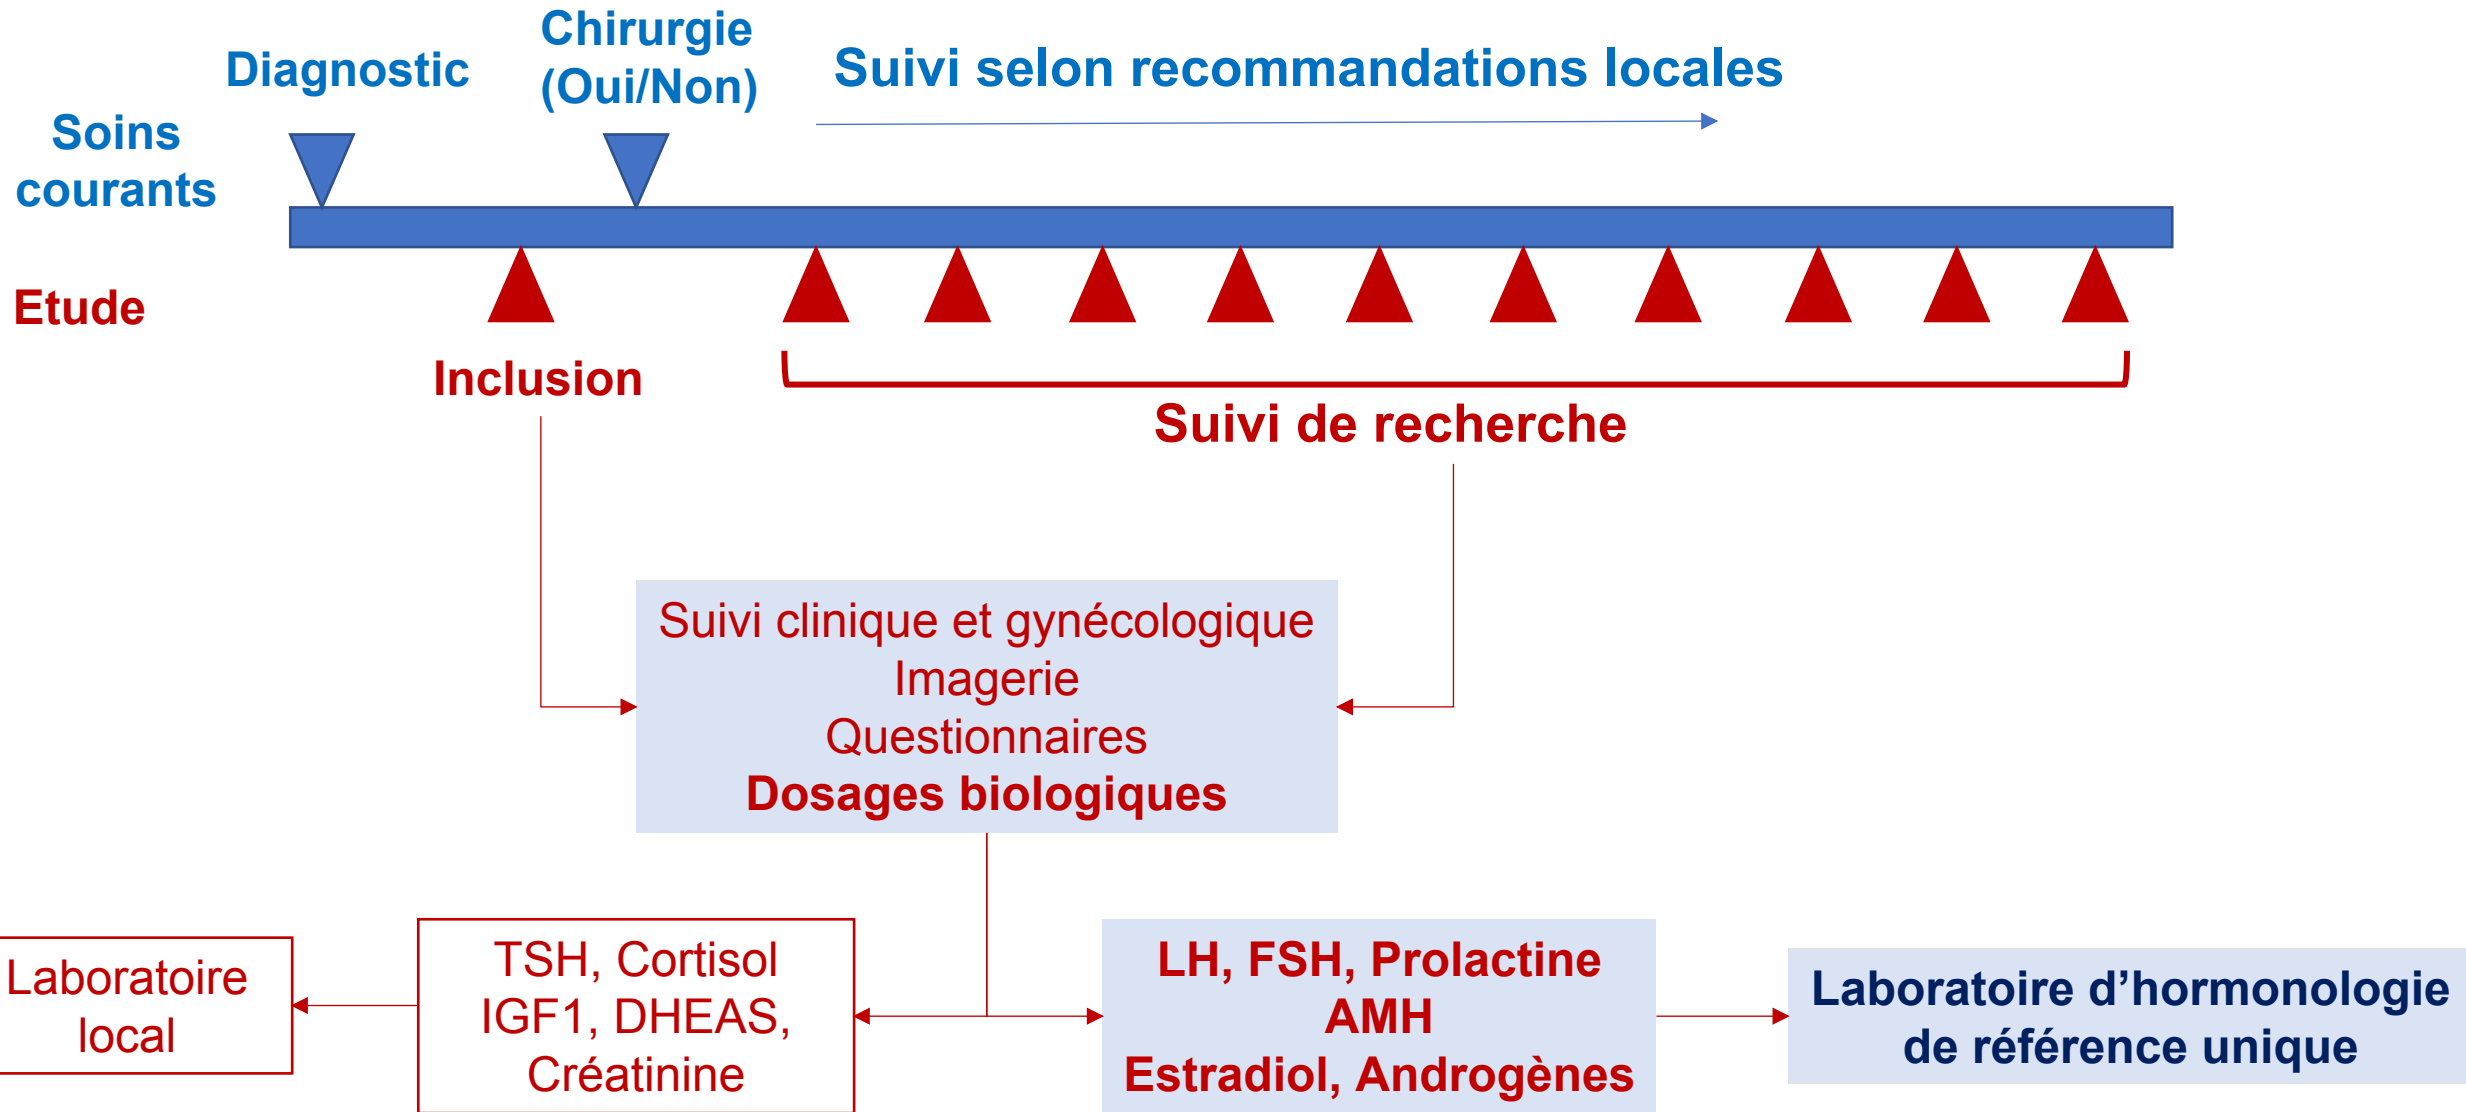 Diagnostic
Chirurgie
(Oui/Non)
Suivi selon recommandations locales
Soins
courants
Etude
Inclusion
Suivi de recherche
Suivi clinique et gynécologique
Imagerie
Questionnaires
Dosages biologiques
Laboratoire
local
TSH, Cortisol
IGF1, DHEAS,
Créatinine
LH, FSH, Prolactine
AMH
Estradiol, Androgènes
Laboratoire d’hormonologie
de référence unique